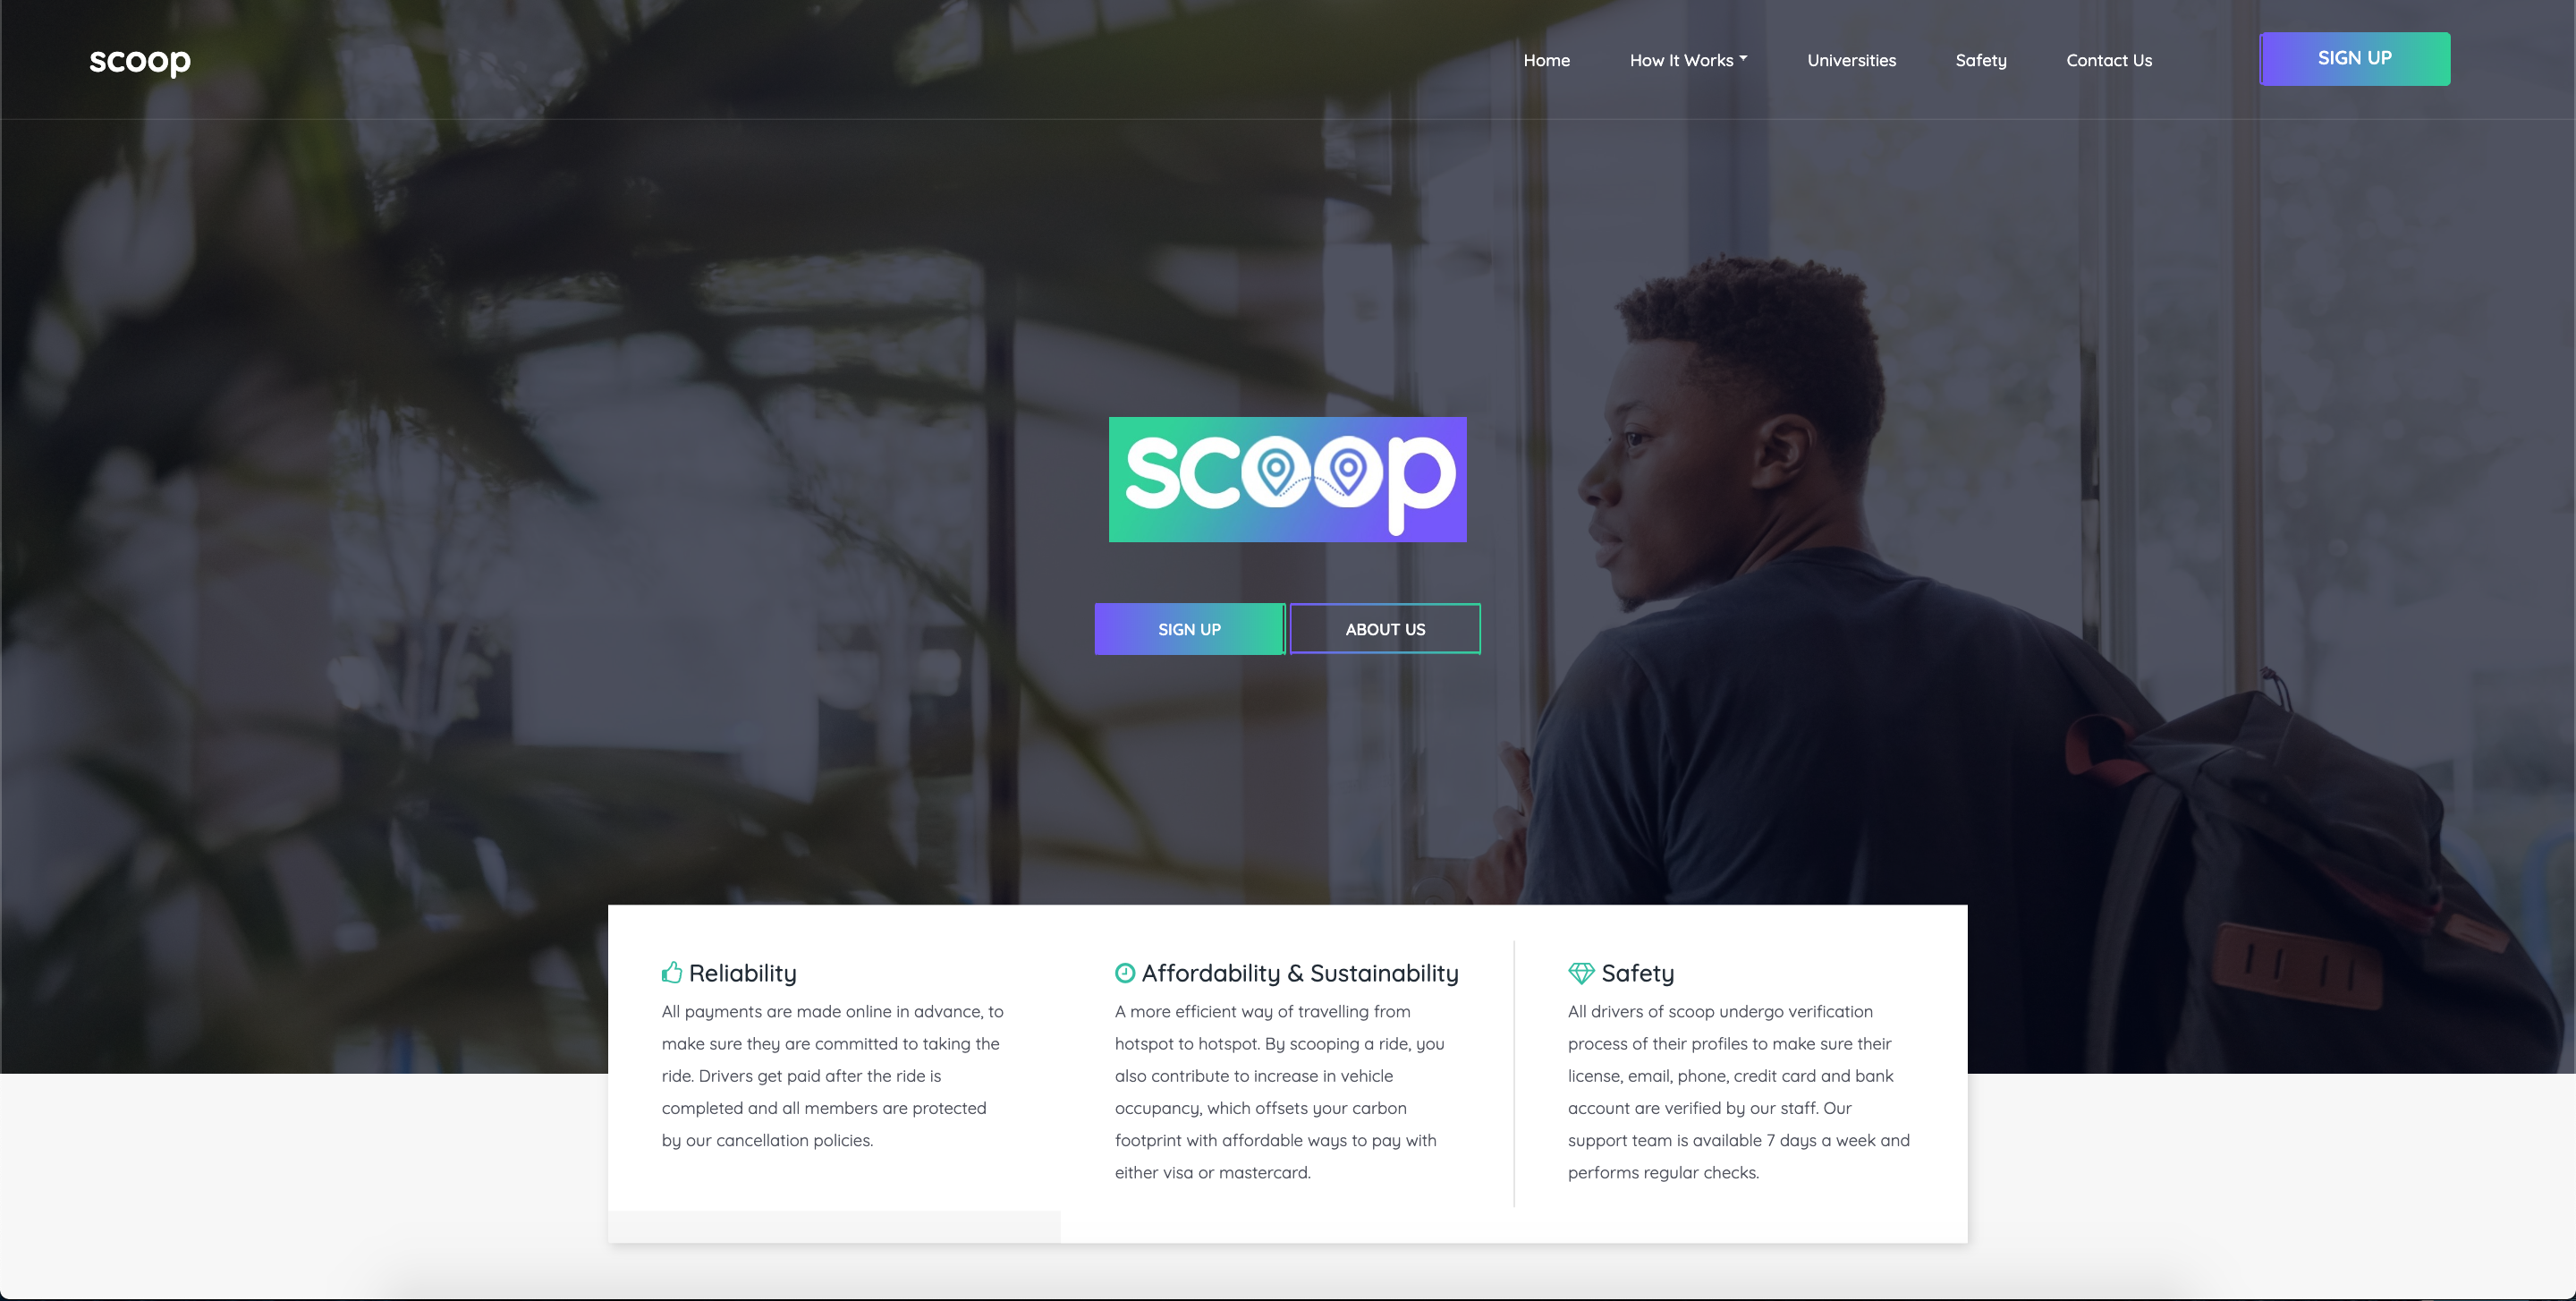 scoop
Home
How It Works
Universities
Safety
Contact Us
SIGN UP
scoop
SIGN UP
ABOUT US
Reliability
All payments are made online in advance, to
make sure they are committed to taking the
ride. Drivers get paid after the ride is
completed and all members are protected
by our cancellation policies.
Affordability & Sustainability
A more efficient way of travelling from
hotspot to hotspot. By scooping a ride, you
also contribute to increase in vehicle
occupancy, which offsets your carbon
footprint with affordable ways to pay with
either visa or mastercard.
Safety
All drivers of scoop undergo verification
process of their profiles to make sure their
license, email, phone, credit card and bank
account are verified by our staff. Our
support team is available 7 days a week and
performs regular checks.